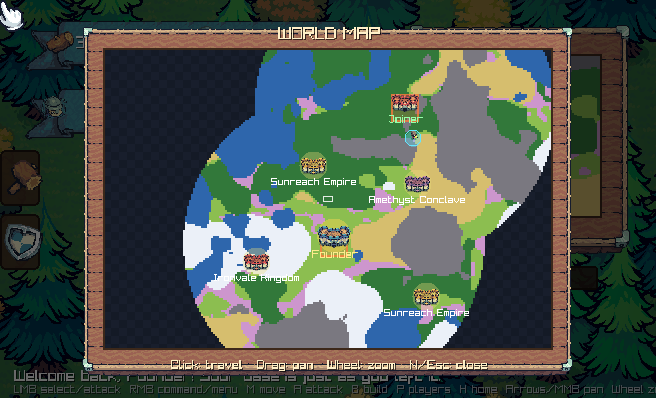 WORLD MAP
Joiner
Sunreach Empire
Amethyst Conclave
Founder
Kingdom
Sunreach Empire
Click travel Drag pan Wheel zoom N/Esc close
Welcome back, Founder! Your base is just as you left it.
LMB select/attack RMB command/menu M move A attack B build P players H home Arrows/MMB pan Wheel